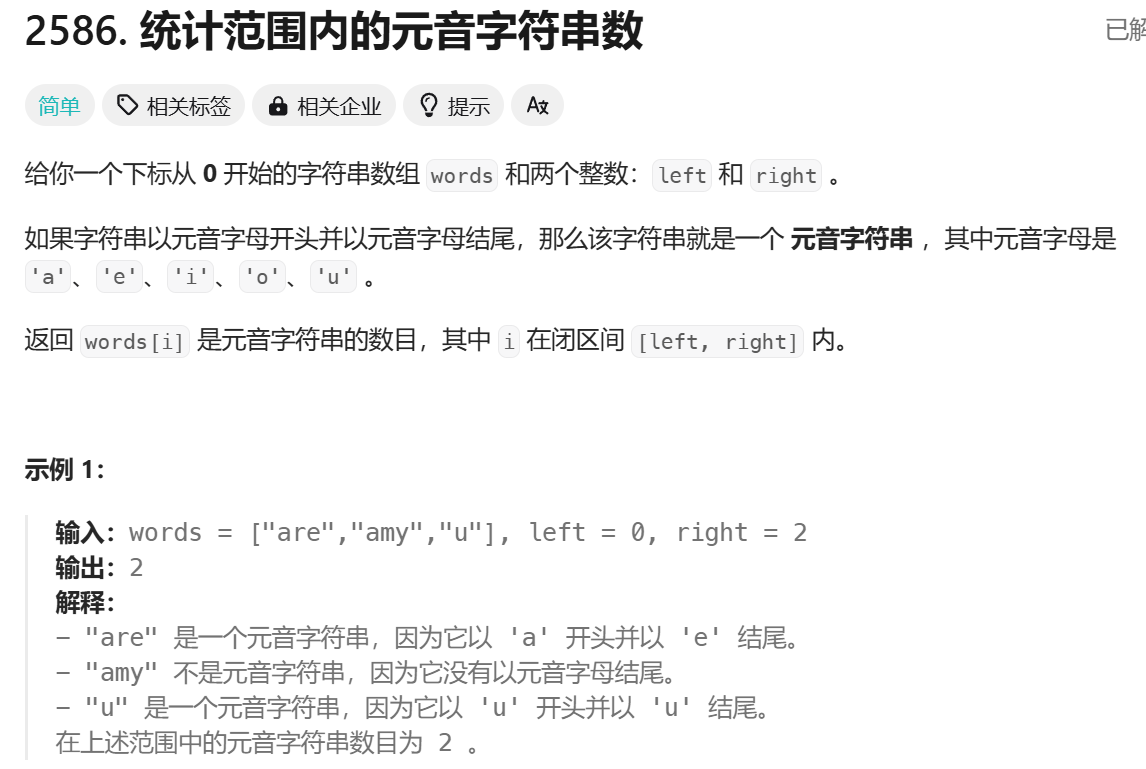 2586. 统计范围内的元音字符串数
已解
简单 相关标签 相关企业 提示 A文
给你一个下标从 0 开始的字符串数组 words 和两个整数：left 和 right 。
如果字符串以元音字母开头并以元音字母结尾，那么该字符串就是一个 元音字符串 ，其中元音字母是
'a'、'e'、'i'、'o'、'u' 。
返回 words[i] 是元音字符串的数目，其中 i 在闭区间 [left, right] 内。
示例 1：
输入：words = ["are","amy","u"], left = 0, right = 2
输出：2
解释：
- "are" 是一个元音字符串，因为它以 'a' 开头并以 'e' 结尾。
- "amy" 不是元音字符串，因为它没有以元音字母结尾。
- "u" 是一个元音字符串，因为它以 'u' 开头并以 'u' 结尾。
在上述范围中的元音字符串数目为 2 。